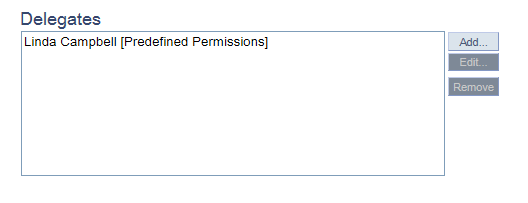 Delegates
Linda Campbell [Predefined Permissions]
Add...
Edit...
Remove